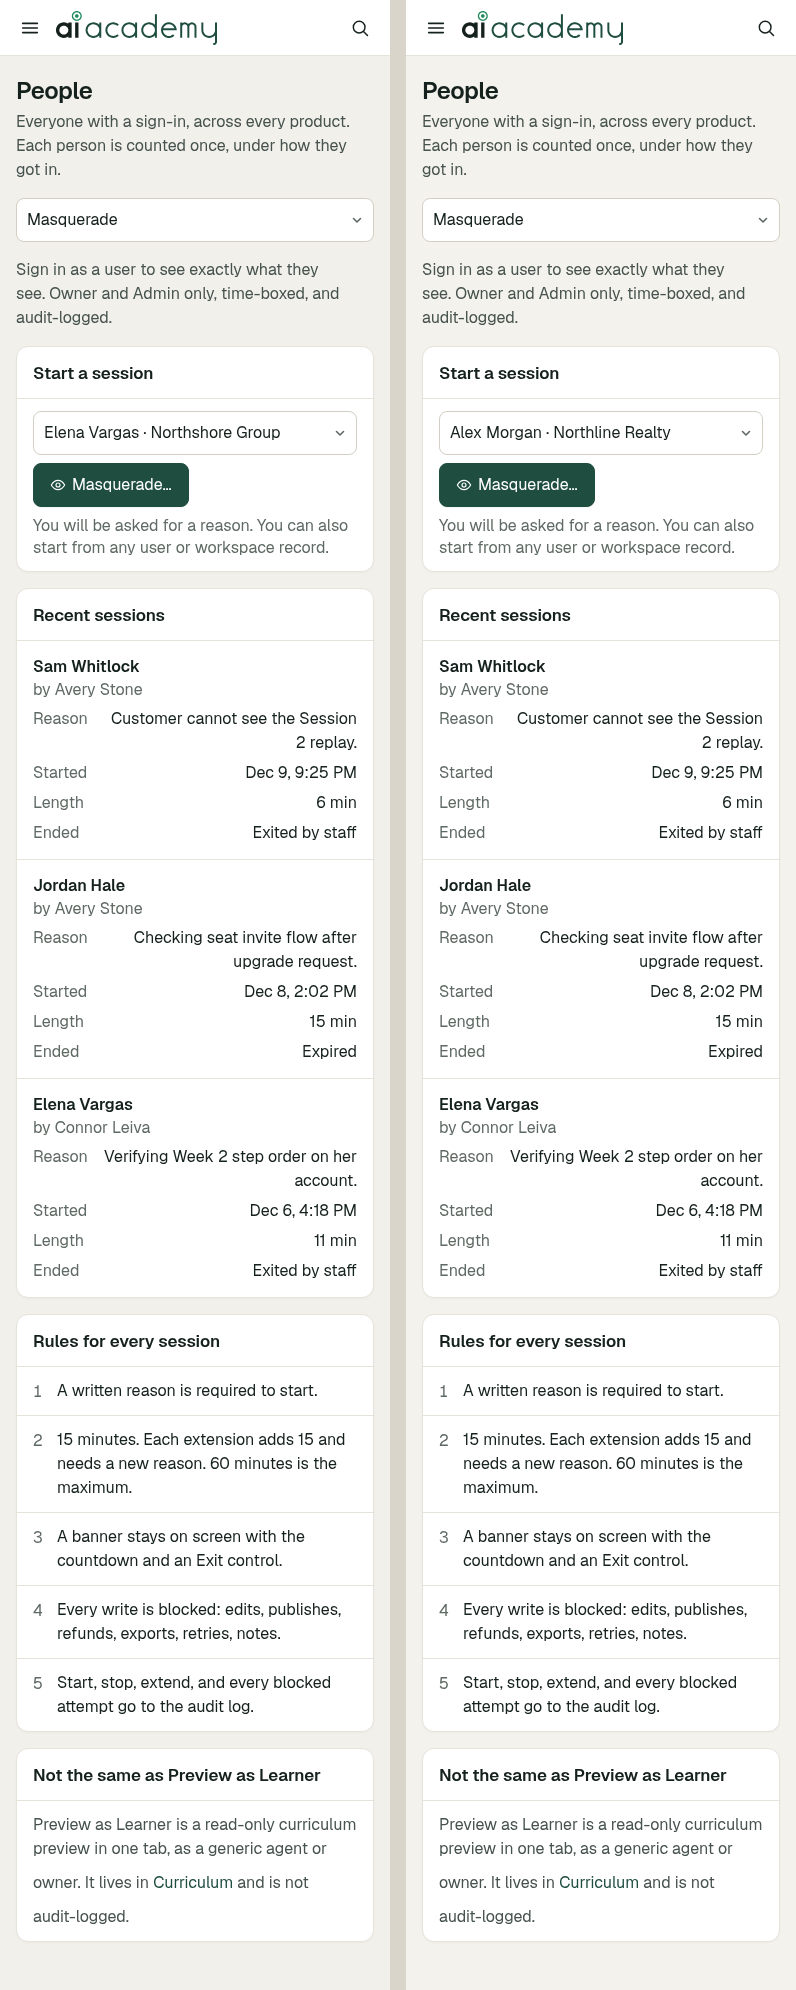 ai academy
People
Everyone with a sign-in, across every product.
Each person is counted once, under how they
got in.
Masquerade
Sign in as a user to see exactly what they
see. Owner and Admin only, time-boxed, and
audit-logged.
Start a session
Elena Vargas · Northshore Group
Masquerade...
You will be asked for a reason. You can also
start from any user or workspace record.
Recent sessions
Sam Whitlock
by Avery Stone
Reason Customer cannot see the Session
2 replay.
Started Dec 9, 9:25 PM
Length 6 min
Ended Exited by staff
Jordan Hale
by Avery Stone
Reason Checking seat invite flow after
upgrade request.
Started Dec 8, 2:02 PM
Length 15 min
Ended Expired
Elena Vargas
by Connor Leiva
Reason Verifying Week 2 step order on her
account.
Started Dec 6, 4:18 PM
Length 11 min
Ended Exited by staff
Rules for every session
1 A written reason is required to start.
2 15 minutes. Each extension adds 15 and
needs a new reason. 60 minutes is the
maximum.
3 A banner stays on screen with the
countdown and an Exit control.
4 Every write is blocked: edits, publishes,
refunds, exports, retries, notes.
5 Start, stop, extend, and every blocked
attempt go to the audit log.
Not the same as Preview as Learner
Preview as Learner is a read-only curriculum
preview in one tab, as a generic agent or
owner. It lives in Curriculum and is not
audit-logged.
ai academy
People
Everyone with a sign-in, across every product.
Each person is counted once, under how they
got in.
Masquerade
Sign in as a user to see exactly what they
see. Owner and Admin only, time-boxed, and
audit-logged.
Start a session
Alex Morgan · Northline Realty
Masquerade...
You will be asked for a reason. You can also
start from any user or workspace record.
Recent sessions
Sam Whitlock
by Avery Stone
Reason Customer cannot see the Session
2 replay.
Started Dec 9, 9:25 PM
Length 6 min
Ended Exited by staff
Jordan Hale
by Avery Stone
Reason Checking seat invite flow after
upgrade request.
Started Dec 8, 2:02 PM
Length 15 min
Ended Expired
Elena Vargas
by Connor Leiva
Reason Verifying Week 2 step order on her
account.
Started Dec 6, 4:18 PM
Length 11 min
Ended Exited by staff
Rules for every session
1 A written reason is required to start.
2 15 minutes. Each extension adds 15 and
needs a new reason. 60 minutes is the
maximum.
3 A banner stays on screen with the
countdown and an Exit control.
4 Every write is blocked: edits, publishes,
refunds, exports, retries, notes.
5 Start, stop, extend, and every blocked
attempt go to the audit log.
Not the same as Preview as Learner
Preview as Learner is a read-only curriculum
preview in one tab, as a generic agent or
owner. It lives in Curriculum and is not
audit-logged.